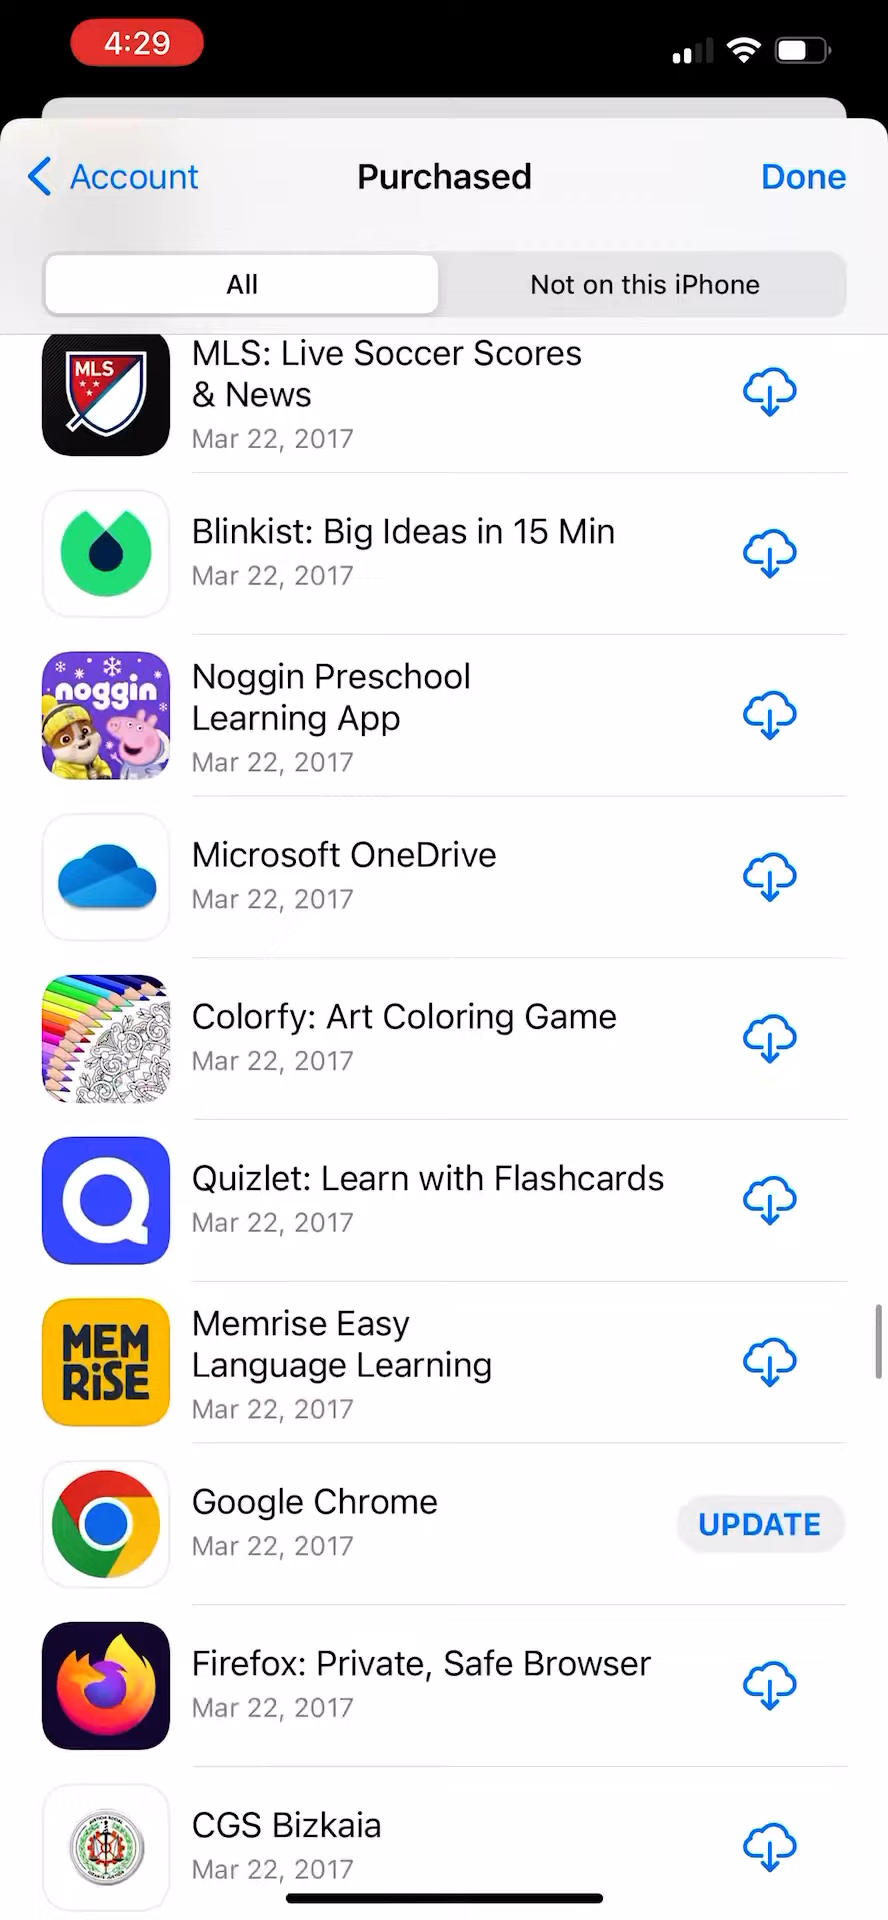 4:29
Account
Purchased
Done
All
Not on this iPhone
MLS
MLS: Live Soccer Scores
& News
Mar 22, 2017
Blinkist: Big Ideas in 15 Min
Mar 22, 2017
noggin
Noggin Preschool
Learning App
Mar 22, 2017
Microsoft OneDrive
Mar 22, 2017
Colorfy: Art Coloring Game
Mar 22, 2017
Quizlet: Learn with Flashcards
Mar 22, 2017
MEM
RiSE
Memrise Easy
Language Learning
Mar 22, 2017
Google Chrome
Mar 22, 2017
UPDATE
Firefox: Private, Safe Browser
Mar 22, 2017
CGS Bizkaia
Mar 22, 2017